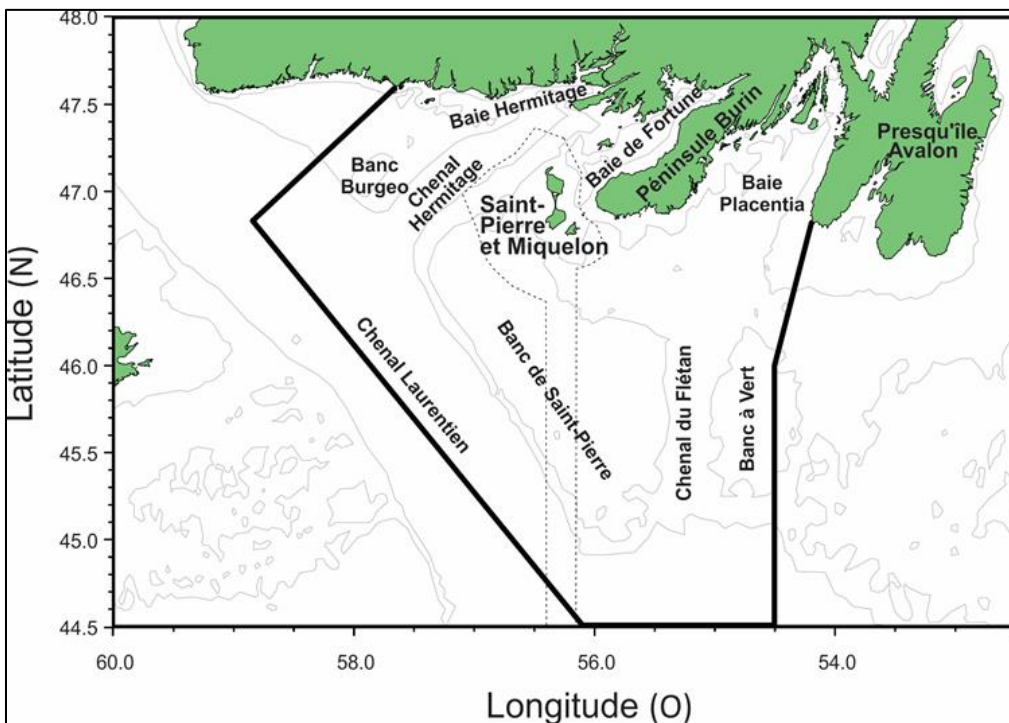 48.0
47.5
47.0
46.5
46.0
45.5
45.0
44.5
Latitude (N)
Baie Hermitage
Baie de Fortune
Péninsule Burin
Presqu'île
Avalon
Banc
Burgeo
Chenal
Hermitage
Baie
Placentia
Saint-
Pierre
et Miquelon
Chenal Laurentien
Banc de Saint-Pierre
Chenal du Flétan
Banc à Vert
60.0
58.0
56.0
54.0
Longitude (O)